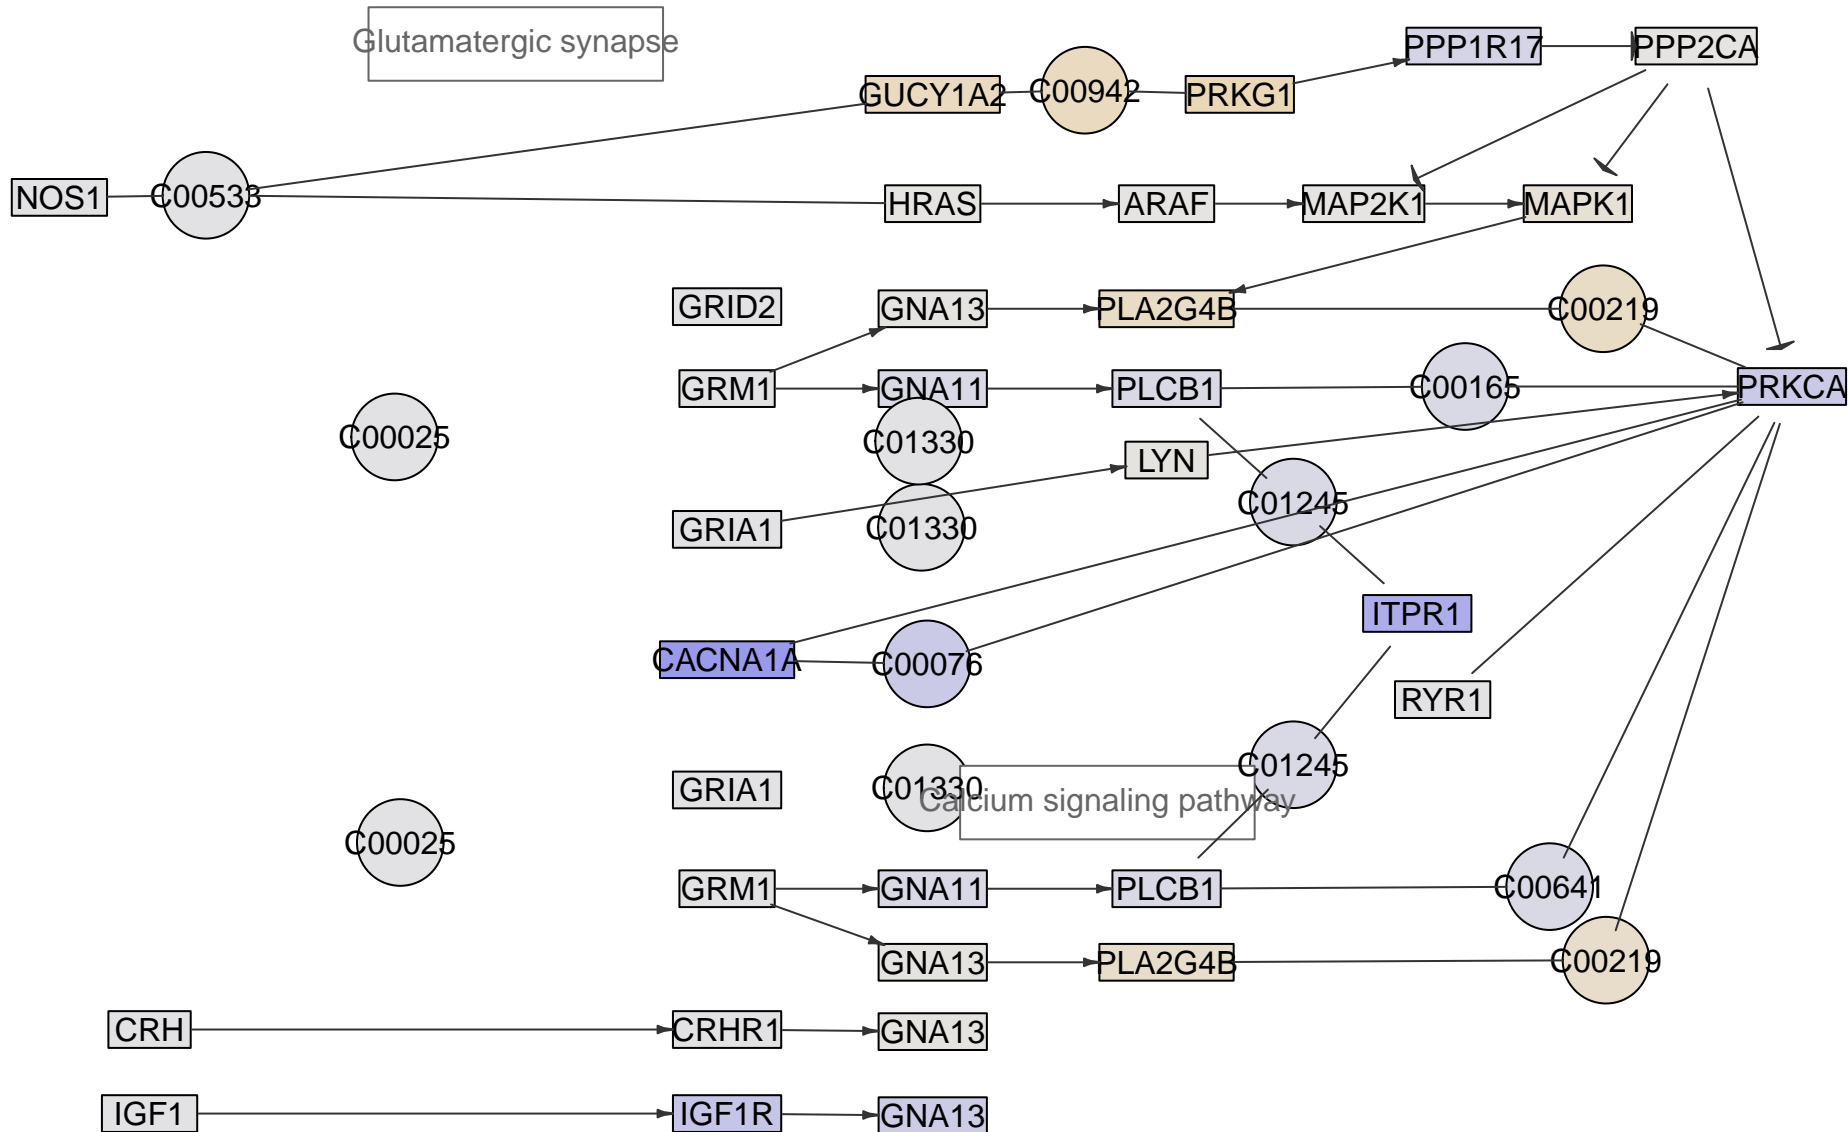 Glutamatergic synapse
PPP1R17
PPP2CA
GUCY1A2
C00942
PRKG1
NOS1
C00533
HRAS
ARAF
MAP2K1
MAPK1
GRID2
GNA13
PLA2G4B
C00219
GRM1
GNA11
PLCB1
C00165
PRKCA
C00025
C01330
LYN
GRIA1
C01330
C01245
ITPR1
CACNA1A
C00076
RYR1
C01245
GRIA1
C01330
Calcium signaling pathway
C00025
GRM1
GNA11
PLCB1
C00641
GNA13
PLA2G4B
C00219
CRH
CRHR1
GNA13
IGF1
IGF1R
GNA13